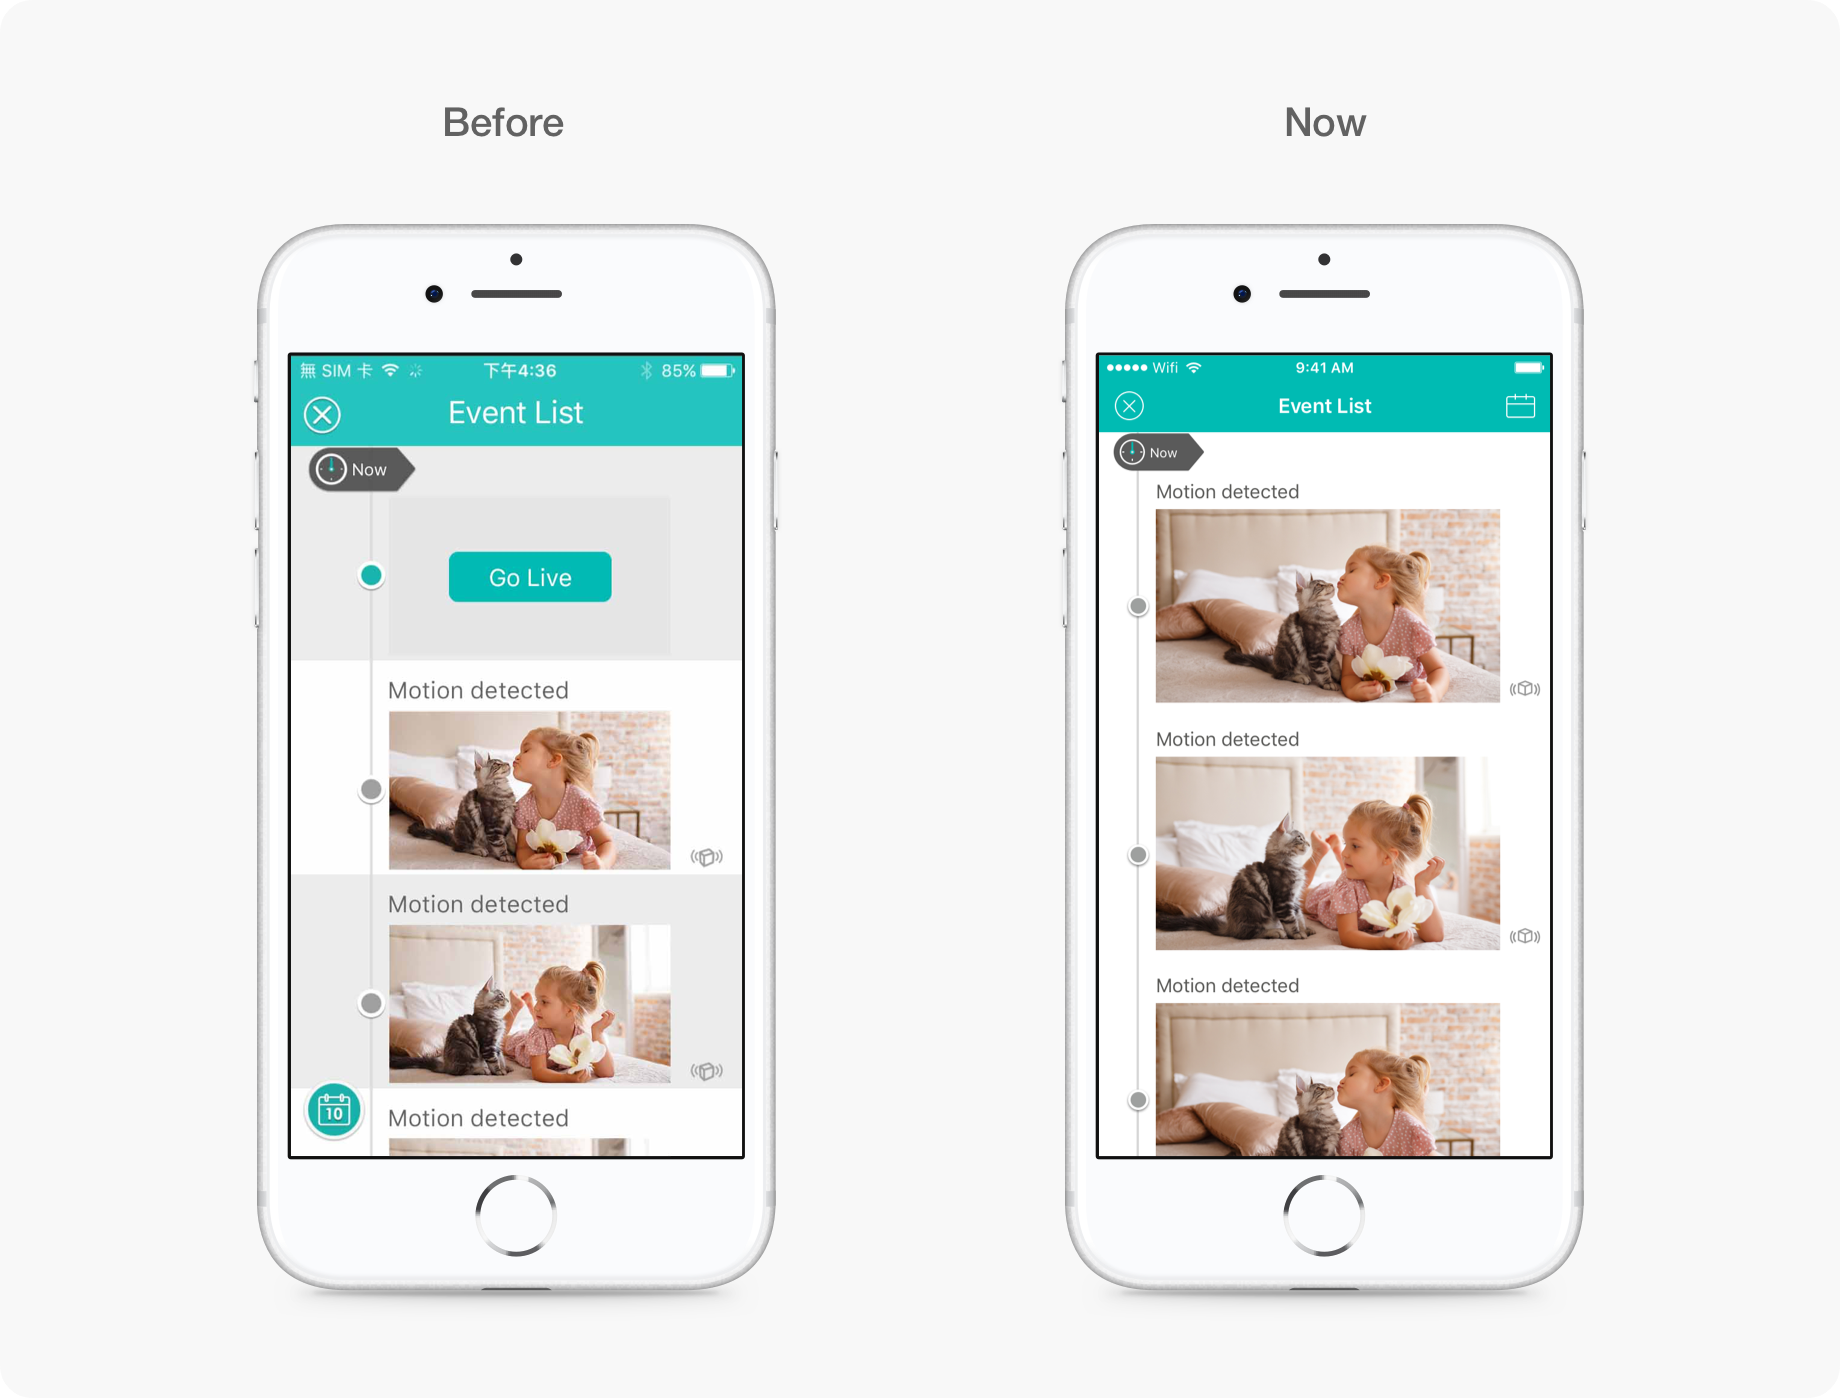 Before
Now
無 SIM 卡 下午4:36 85%
Event List
Now
Go Live
Motion detected
Motion detected
10
Motion detected
Wifi 9:41 AM
Event List
Now
Motion detected
Motion detected
Motion detected